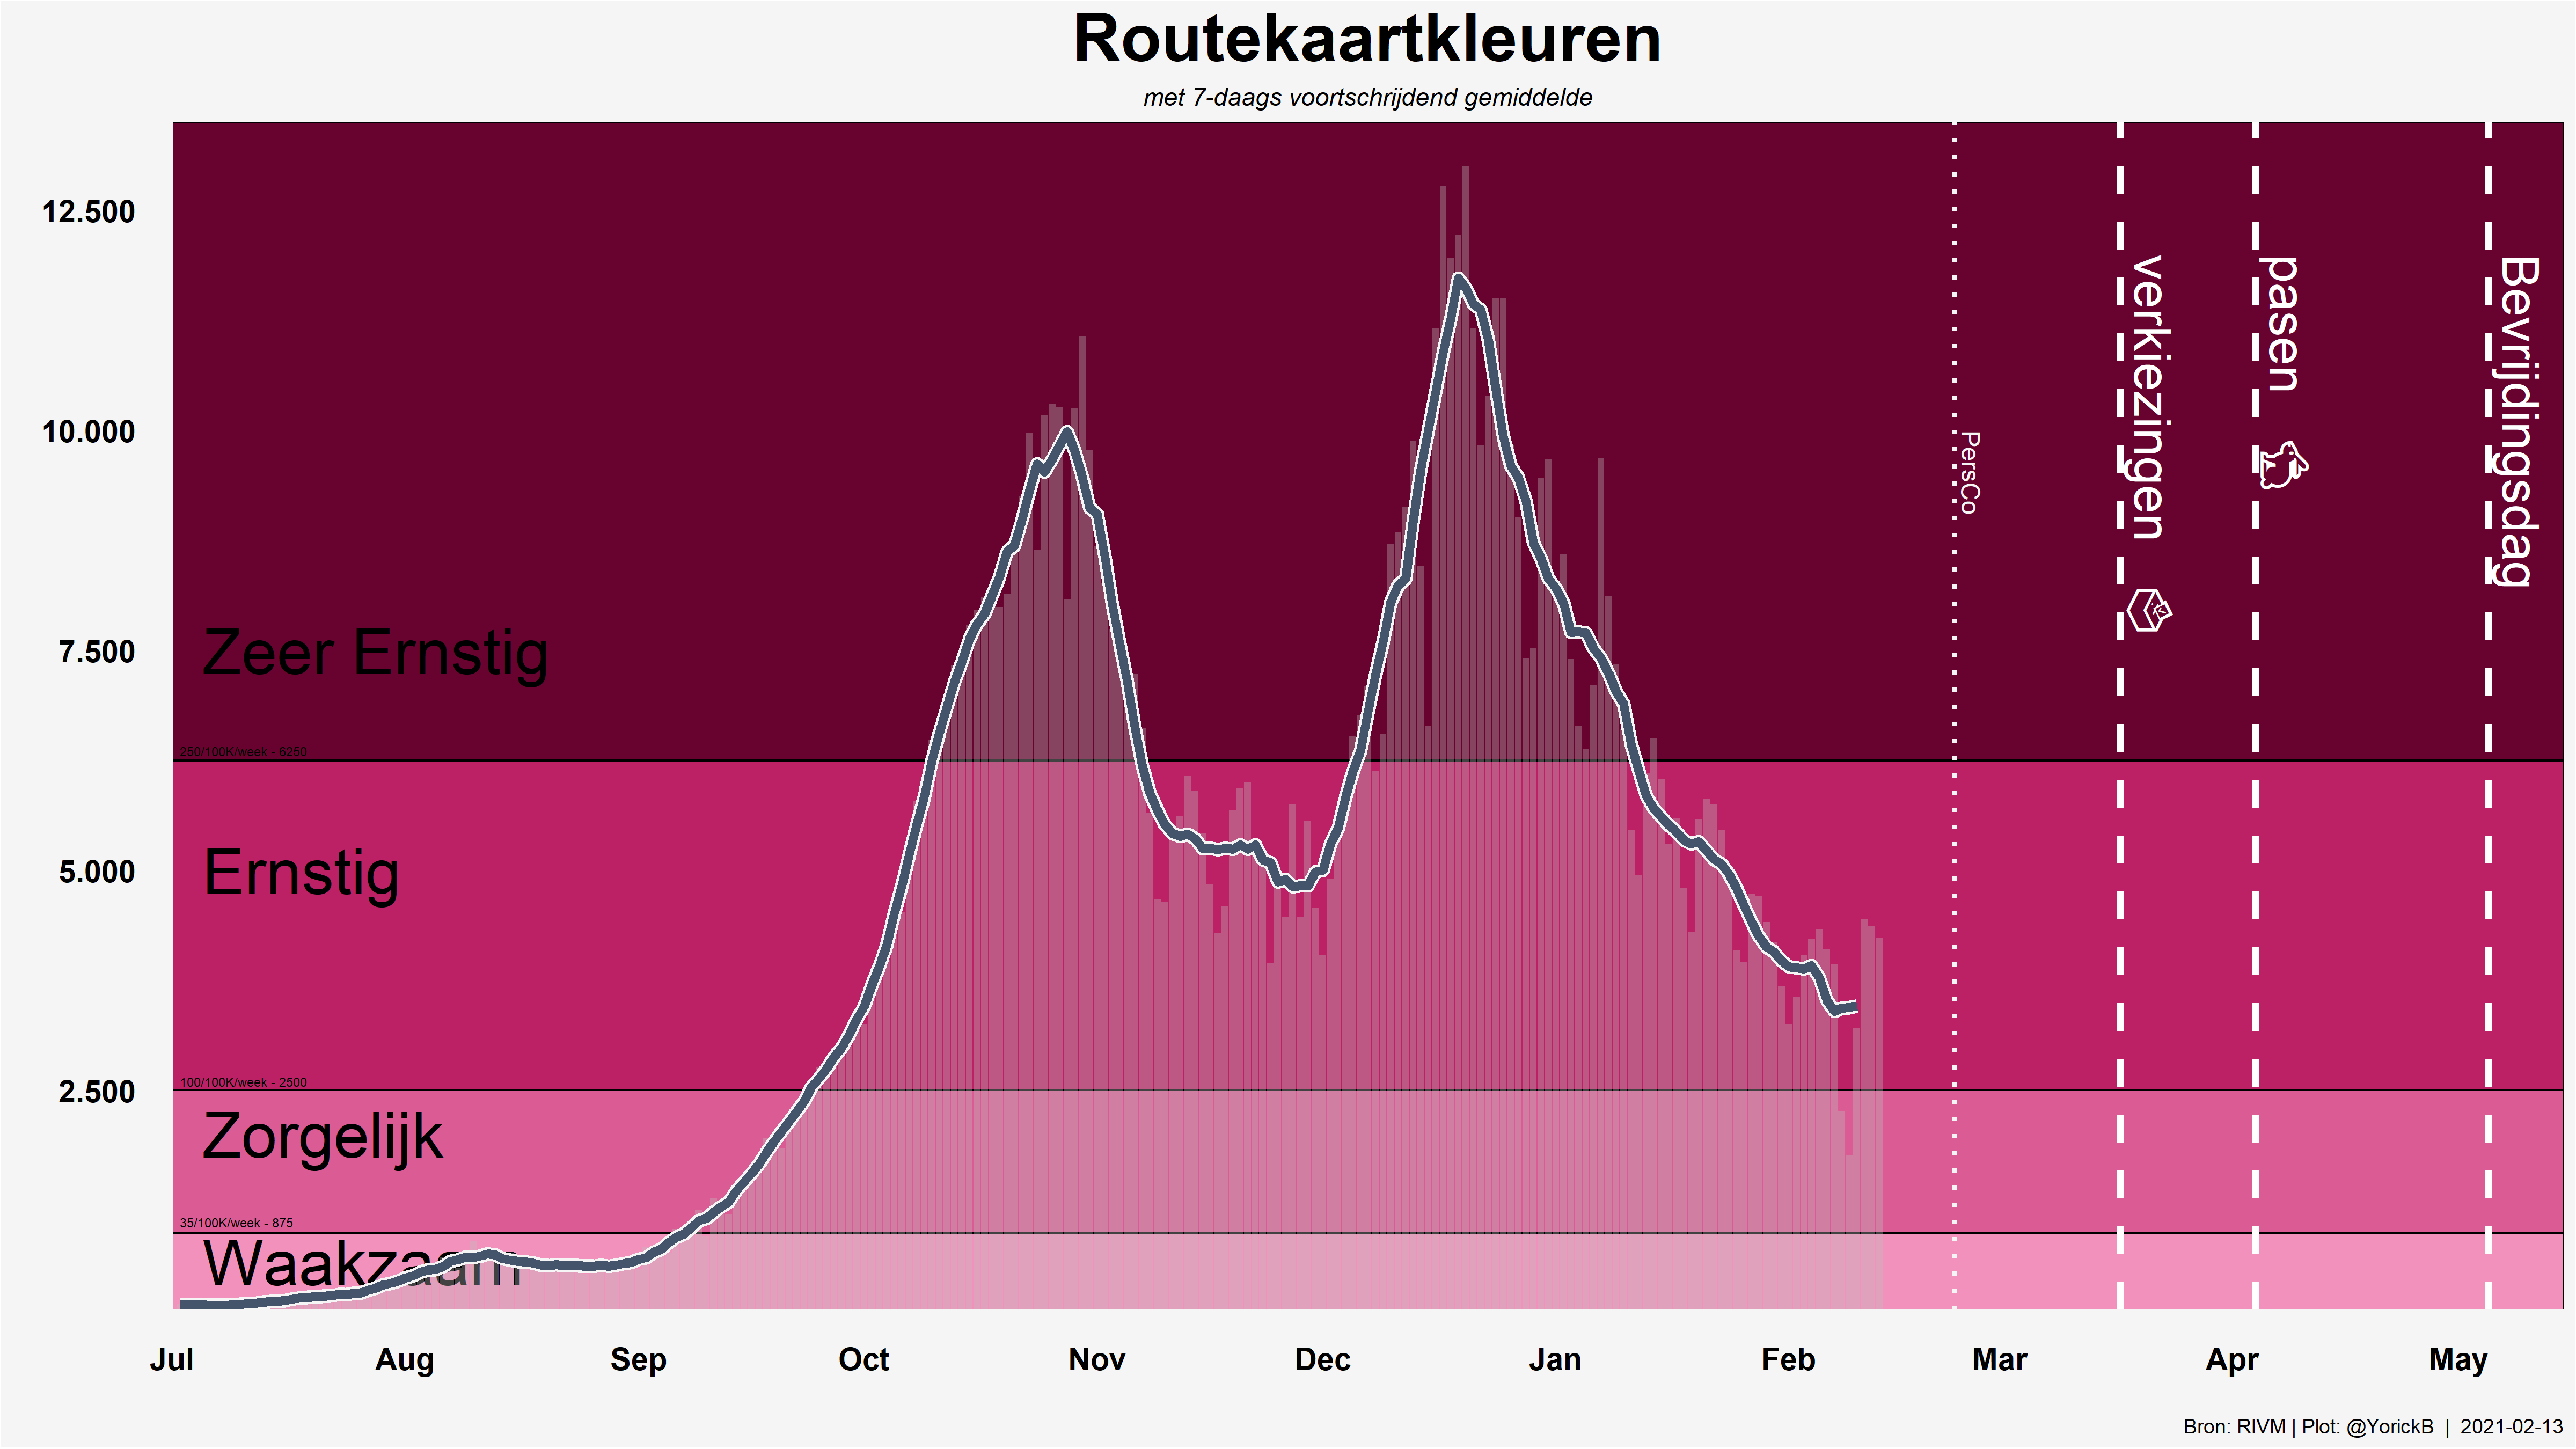 Routekaartkleuren
met 7-daags voortschrijdend gemiddelde
12.500
10.000
7.500
5.000
2.500
Zeer Ernstig
250/100K/week - 6250
Ernstig
100/100K/week - 2500
Zorgelijk
35/100K/week - 875
Waakzaam
PersCo
verkiezingen
pasen
Bevrijdingsdag
Jul Aug Sep Oct Nov Dec Jan Feb Mar Apr May
Bron: RIVM | Plot: @YorickB | 2021-02-13